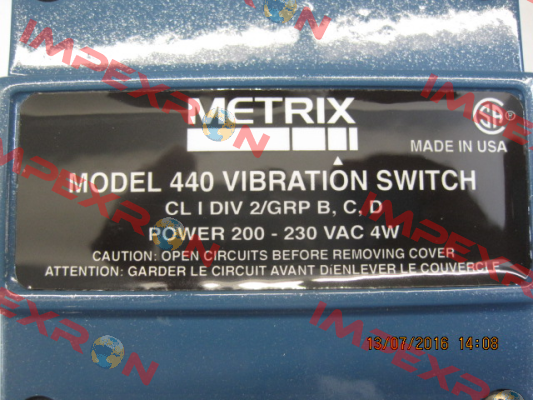 METRIX
SA
MADE IN USA
MODEL 440 VIBRATION SWITCH
CL I DIV 2/GRP B, C, D
POWER 200 - 230 VAC 4W
CAUTION: OPEN CIRCUITS BEFORE REMOVING COVER
ATTENTION: GARDER LE CIRCUIT AVANT DiENLEVER LE COUVERCLE
13/07/2016 14:08
IMPEXRON
IMPEXRON
IMPEXRON
IMPEXRON
IMPEXRON